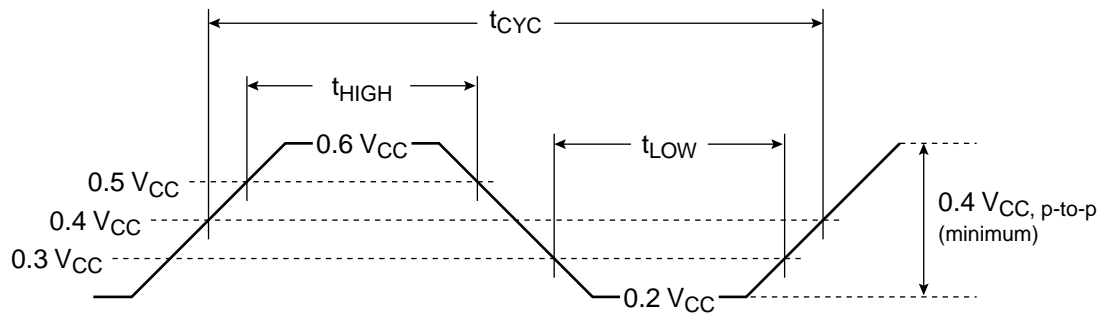 tCYC
tHIGH
0.6 VCC
tLOW
0.5 VCC
0.4 VCC
0.4 VCC, p-to-p
(minimum)
0.3 VCC
0.2 VCC